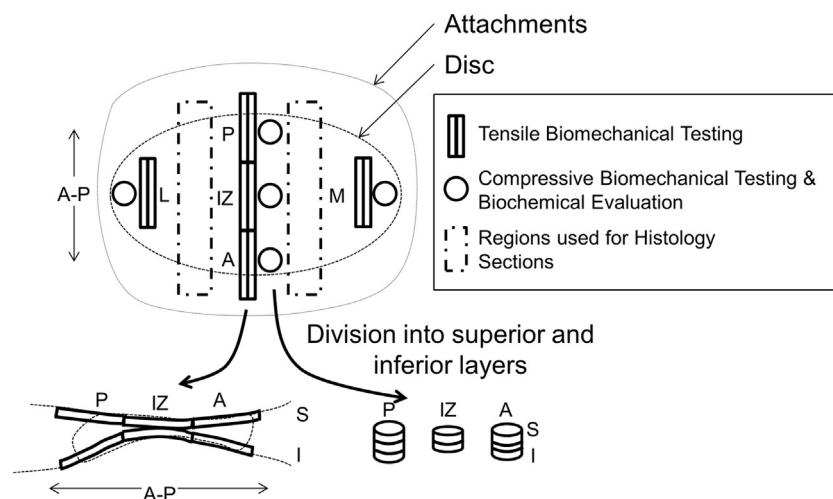 Attachments
Disc
P
A-P
L
IZ
M
A
Tensile Biomechanical Testing
Compressive Biomechanical Testing &
Biochemical Evaluation
Regions used for Histology
Sections
Division into superior and
inferior layers
P IZ A
S
I
A-P
P IZ A
S
I